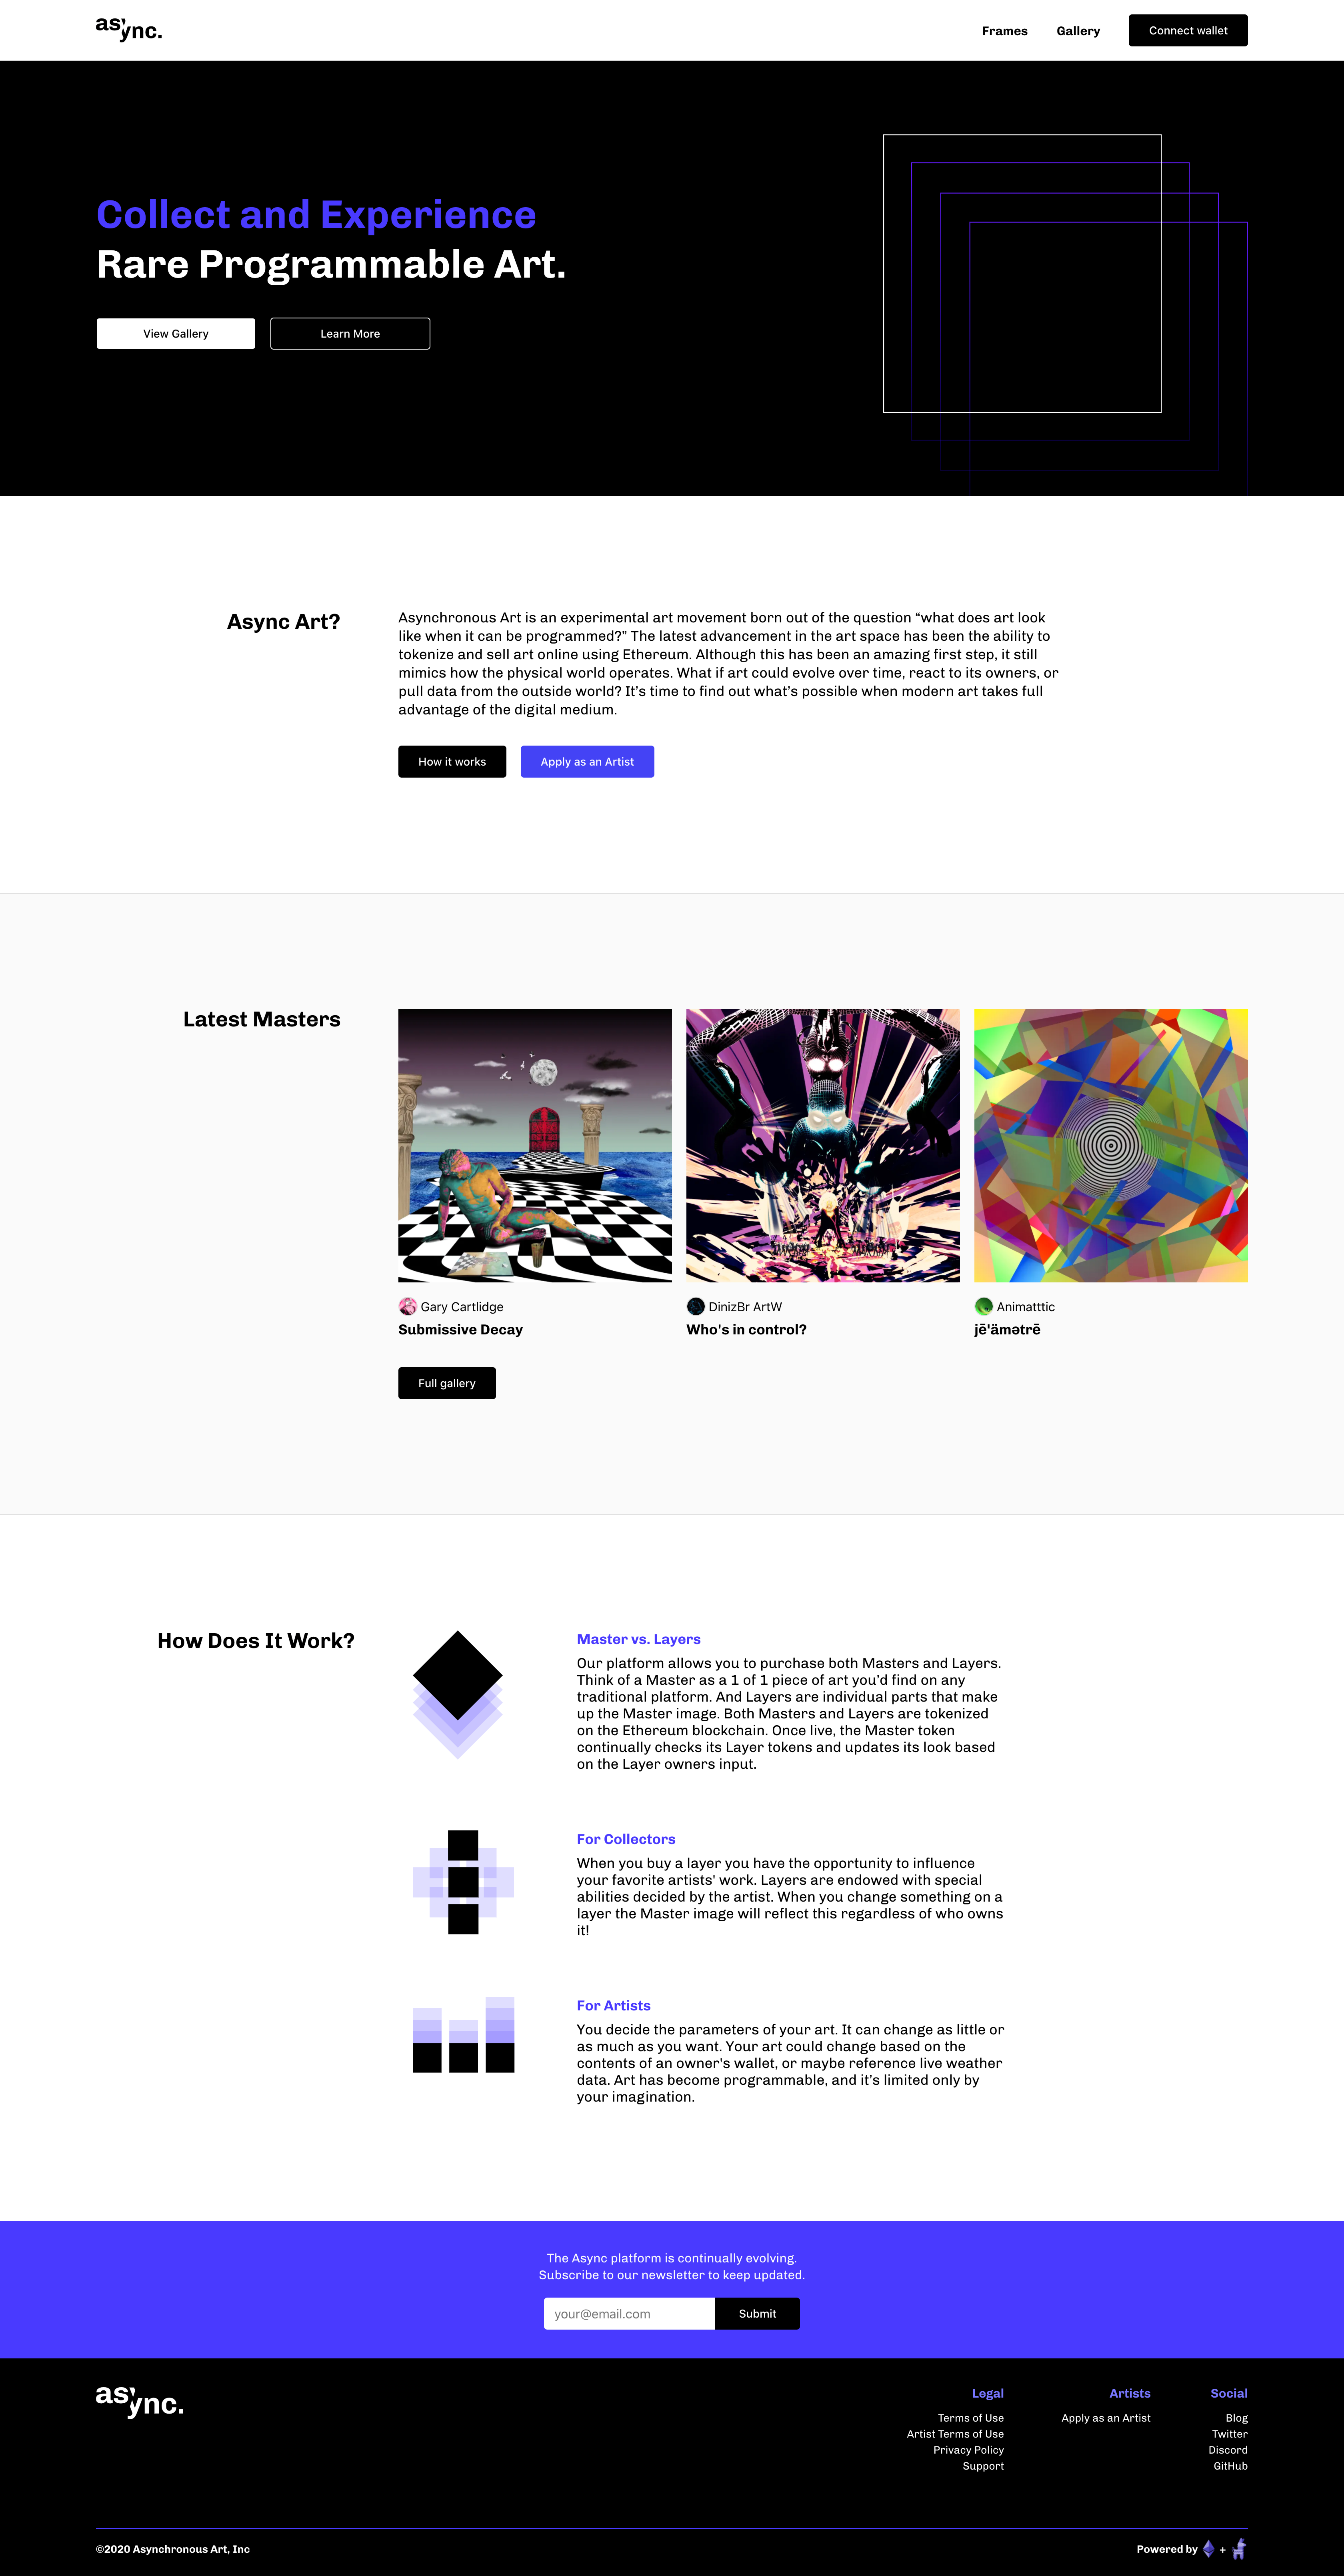 async.
Frames
Gallery
Connect wallet
Collect and Experience
Rare Programmable Art.
View Gallery
Learn More
Async Art?
Asynchronous Art is an experimental art movement born out of the question “what does art look
like when it can be programmed?” The latest advancement in the art space has been the ability to
tokenize and sell art online using Ethereum. Although this has been an amazing first step, it still
mimics how the physical world operates. What if art could evolve over time, react to its owners, or
pull data from the outside world? It’s time to find out what’s possible when modern art takes full
advantage of the digital medium.
How it works
Apply as an Artist
Latest Masters
Gary Cartlidge
Submissive Decay
DinizBr ArtW
Who's in control?
Animatttic
jē'ämətrē
Full gallery
How Does It Work?
Master vs. Layers
Our platform allows you to purchase both Masters and Layers.
Think of a Master as a 1 of 1 piece of art you’d find on any
traditional platform. And Layers are individual parts that make
up the Master image. Both Masters and Layers are tokenized
on the Ethereum blockchain. Once live, the Master token
continually checks its Layer tokens and updates its look based
on the Layer owners input.
For Collectors
When you buy a layer you have the opportunity to influence
your favorite artists' work. Layers are endowed with special
abilities decided by the artist. When you change something on a
layer the Master image will reflect this regardless of who owns
it!
For Artists
You decide the parameters of your art. It can change as little or
as much as you want. Your art could change based on the
contents of an owner's wallet, or maybe reference live weather
data. Art has become programmable, and it’s limited only by
your imagination.
The Async platform is continually evolving.
Subscribe to our newsletter to keep updated.
your@email.com
Submit
async.
Legal
Terms of Use
Artist Terms of Use
Privacy Policy
Support
Artists
Apply as an Artist
Social
Blog
Twitter
Discord
GitHub
©2020 Asynchronous Art, Inc
Powered by +